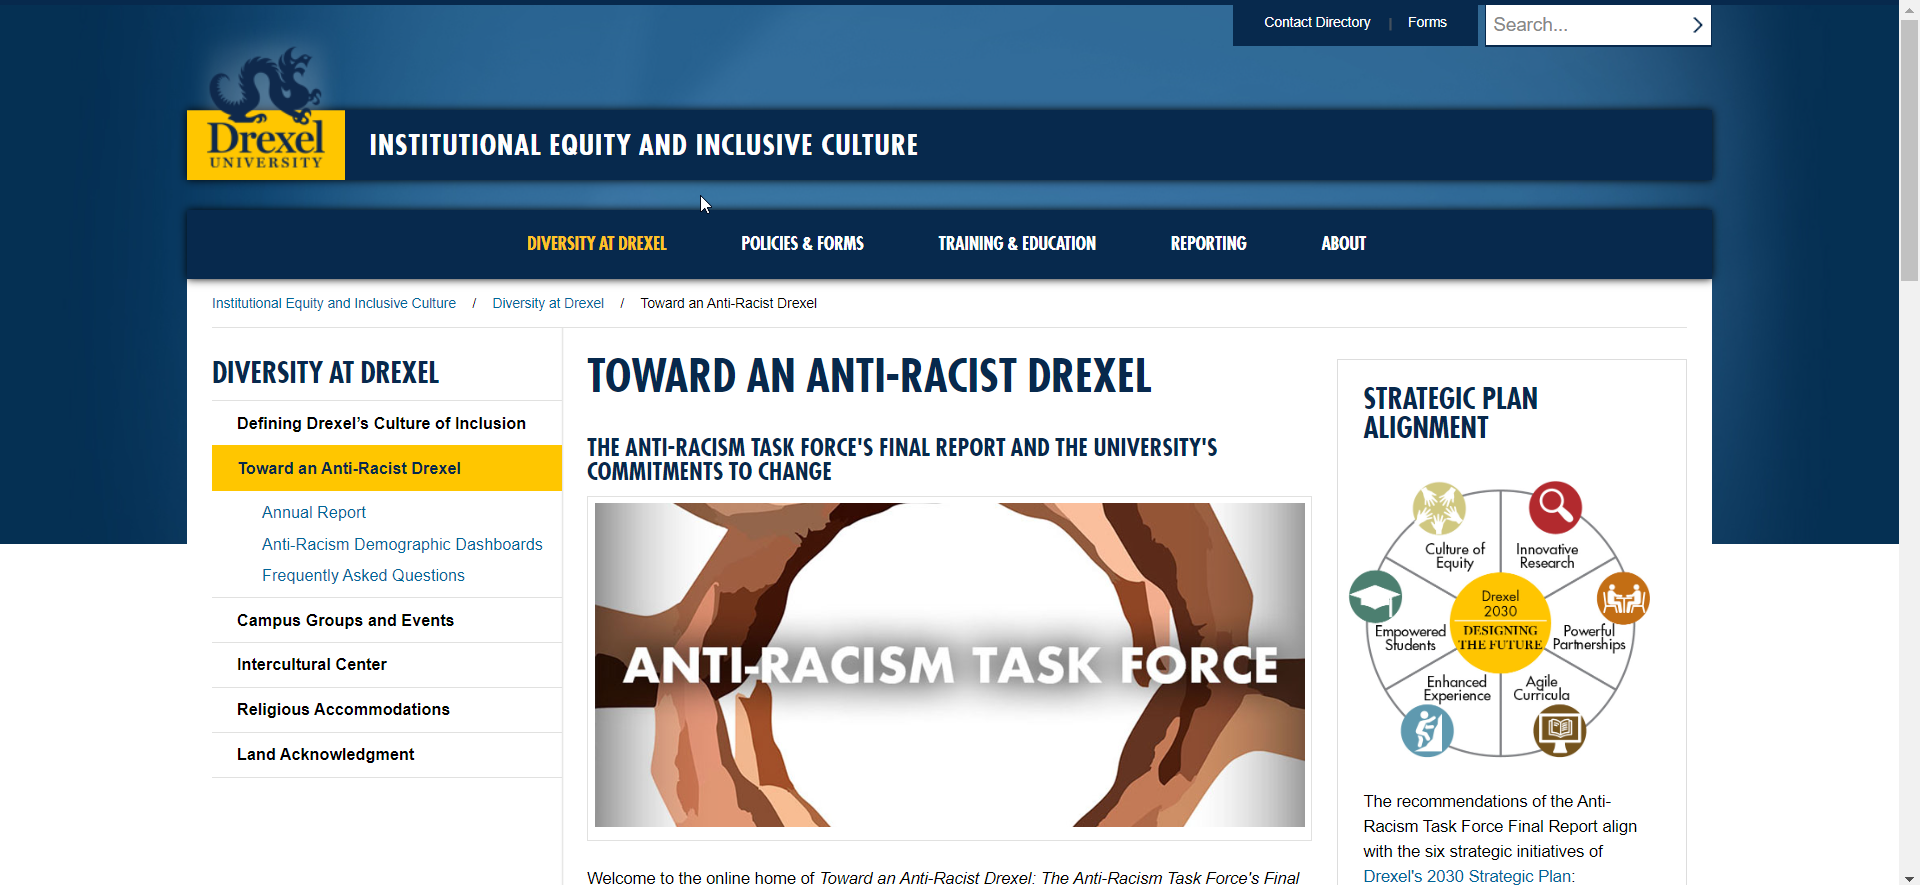 Contact Directory | Forms
Search...
Drexel
UNIVERSITY
INSTITUTIONAL EQUITY AND INCLUSIVE CULTURE
DIVERSITY AT DREXEL
POLICIES & FORMS
TRAINING & EDUCATION
REPORTING
ABOUT
Institutional Equity and Inclusive Culture / Diversity at Drexel / Toward an Anti-Racist Drexel
DIVERSITY AT DREXEL
Defining Drexel’s Culture of Inclusion
Toward an Anti-Racist Drexel
Annual Report
Anti-Racism Demographic Dashboards
Frequently Asked Questions
Campus Groups and Events
Intercultural Center
Religious Accommodations
Land Acknowledgment
TOWARD AN ANTI-RACIST DREXEL
THE ANTI-RACISM TASK FORCE'S FINAL REPORT AND THE UNIVERSITY'S
COMMITMENTS TO CHANGE
ANTI-RACISM TASK FORCE
Welcome to the online home of Toward an Anti-Racist Drexel: The Anti-Racism Task Force's Final
STRATEGIC PLAN
ALIGNMENT
Culture of
Equity
Innovative
Research
Drexel
2030
DESIGNING
THE FUTURE
Empowered
Students
Powerful
Partnerships
Enhanced
Experience
Agile
Curricula
The recommendations of the Anti-
Racism Task Force Final Report align
with the six strategic initiatives of
Drexel's 2030 Strategic Plan: